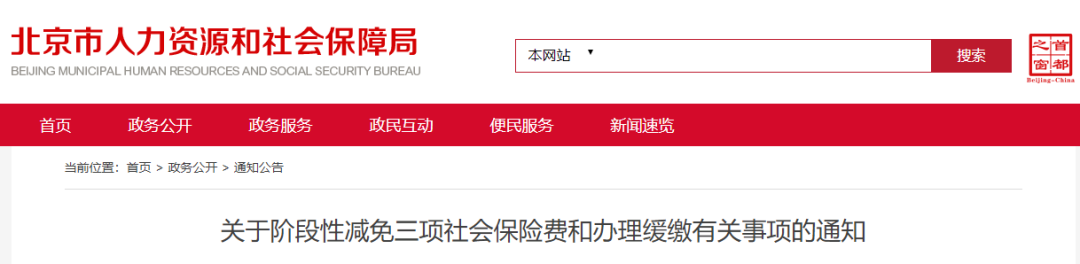 北京市人力资源和社会保障局
BEIJING MUNICIPAL HUMAN RESOURCES AND SOCIAL SECURITY BUREAU
本网站
搜索
首都
之窗
Beijing-China
首页 政务公开 政务服务 政民互动 便民服务 新闻速览
当前位置：首页 > 政务公开 > 通知公告
关于阶段性减免三项社会保险费和办理缓缴有关事项的通知